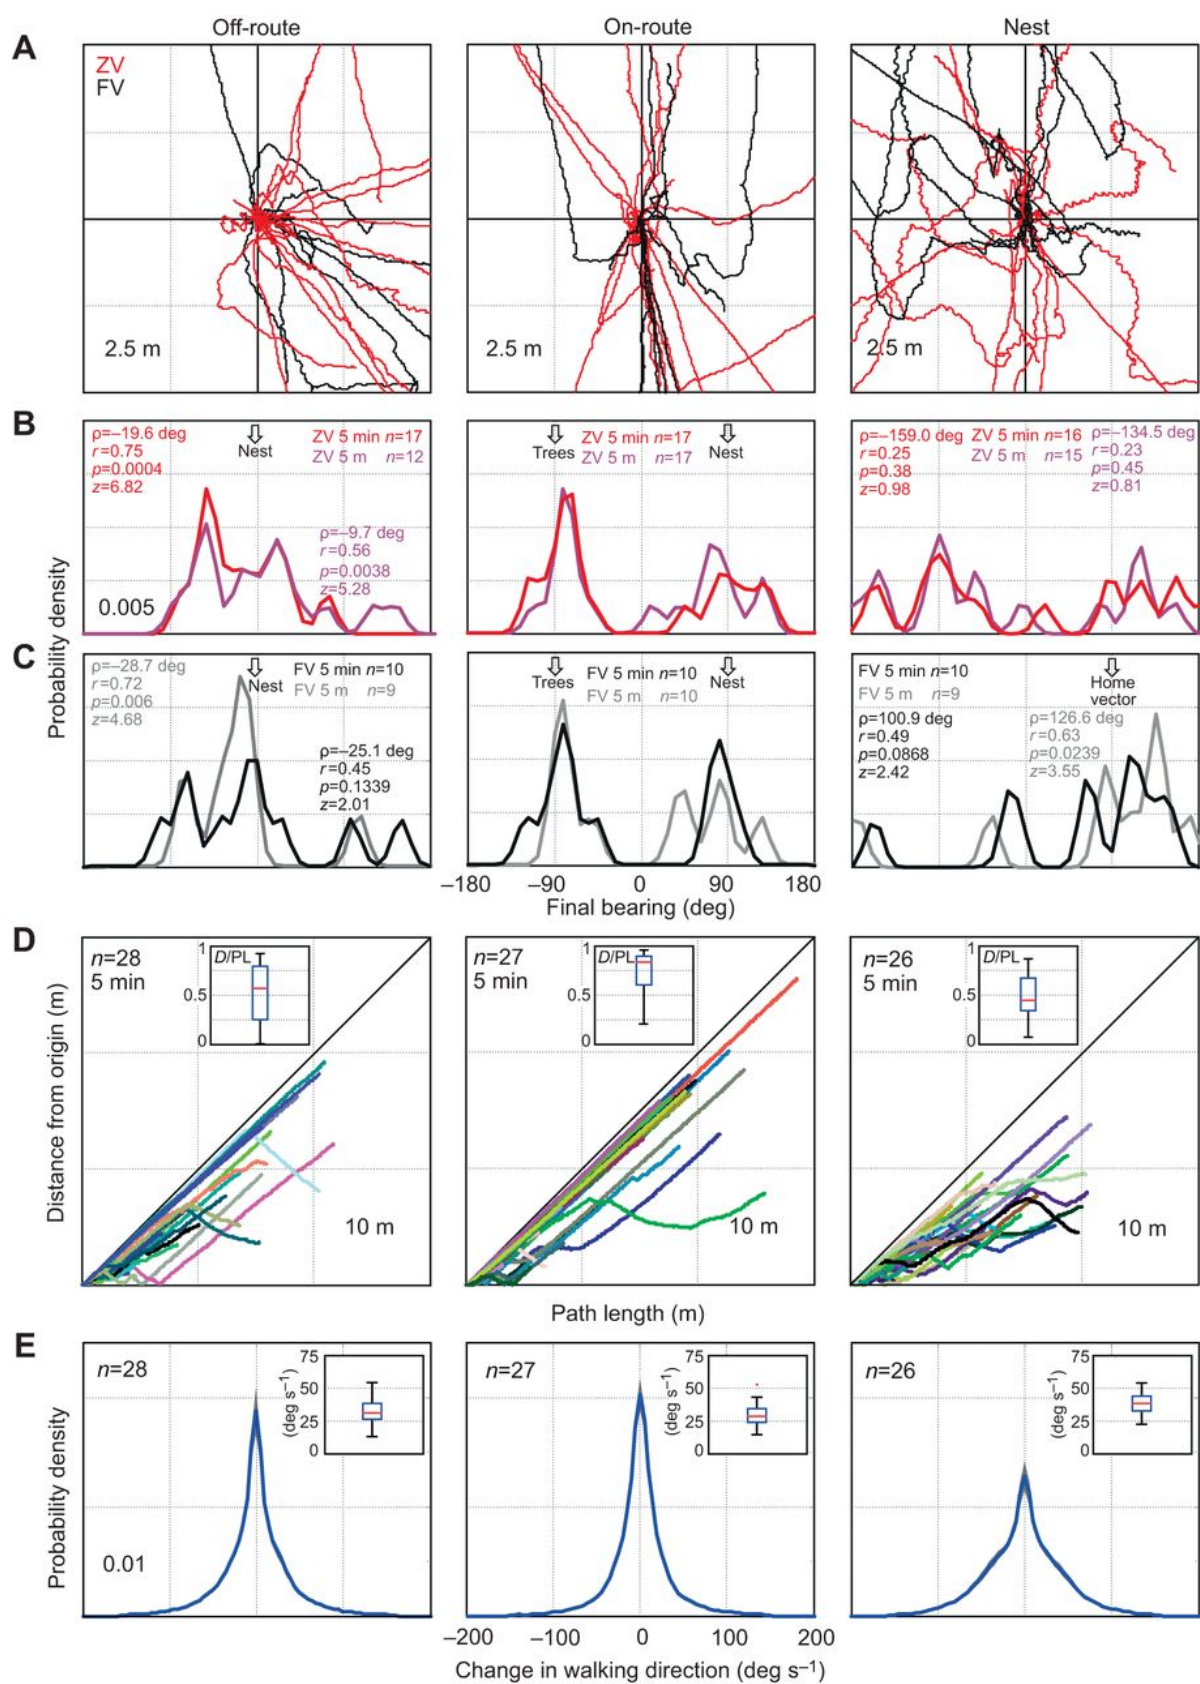 Off-route
On-route
Nest
A
ZV
FV
2.5 m
2.5 m
2.5 m
B
ρ=–19.6 deg
r=0.75
p=0.0004
z=6.82
Nest
ZV 5 min n=17
ZV 5 m n=12
ρ=–9.7 deg
r=0.56
p=0.0038
z=5.28
0.005
Trees
ZV 5 min n=17
ZV 5 m n=17
Nest
ρ=–159.0 deg
r=0.25
p=0.38
z=0.98
ZV 5 min n=16
ZV 5 m n=15
ρ=–134.5 deg
r=0.23
p=0.45
z=0.81
Probability density
C
ρ=–28.7 deg
r=0.72
p=0.006
z=4.68
Nest
FV 5 min n=10
FV 5 m n=9
ρ=–25.1 deg
r=0.45
p=0.1339
z=2.01
Trees
FV 5 min n=10
FV 5 m n=10
Nest
FV 5 min n=10
FV 5 m n=9
Home
vector
ρ=100.9 deg
r=0.49
p=0.0868
z=2.42
ρ=126.6 deg
r=0.63
p=0.0239
z=3.55
–180 –90 0 90 180
Final bearing (deg)
D
Distance from origin (m)
n=28
5 min
1
D/PL
0.5
0
10 m
n=27
5 min
1
D/PL
0.5
0
10 m
n=26
5 min
1
D/PL
0.5
0
10 m
Path length (m)
E
Probability density
n=28
75
50
25
0
(deg s–1)
0.01
n=27
75
50
25
0
(deg s–1)
n=26
75
50
25
0
(deg s–1)
–200 –100 0 100 200
Change in walking direction (deg s–1)